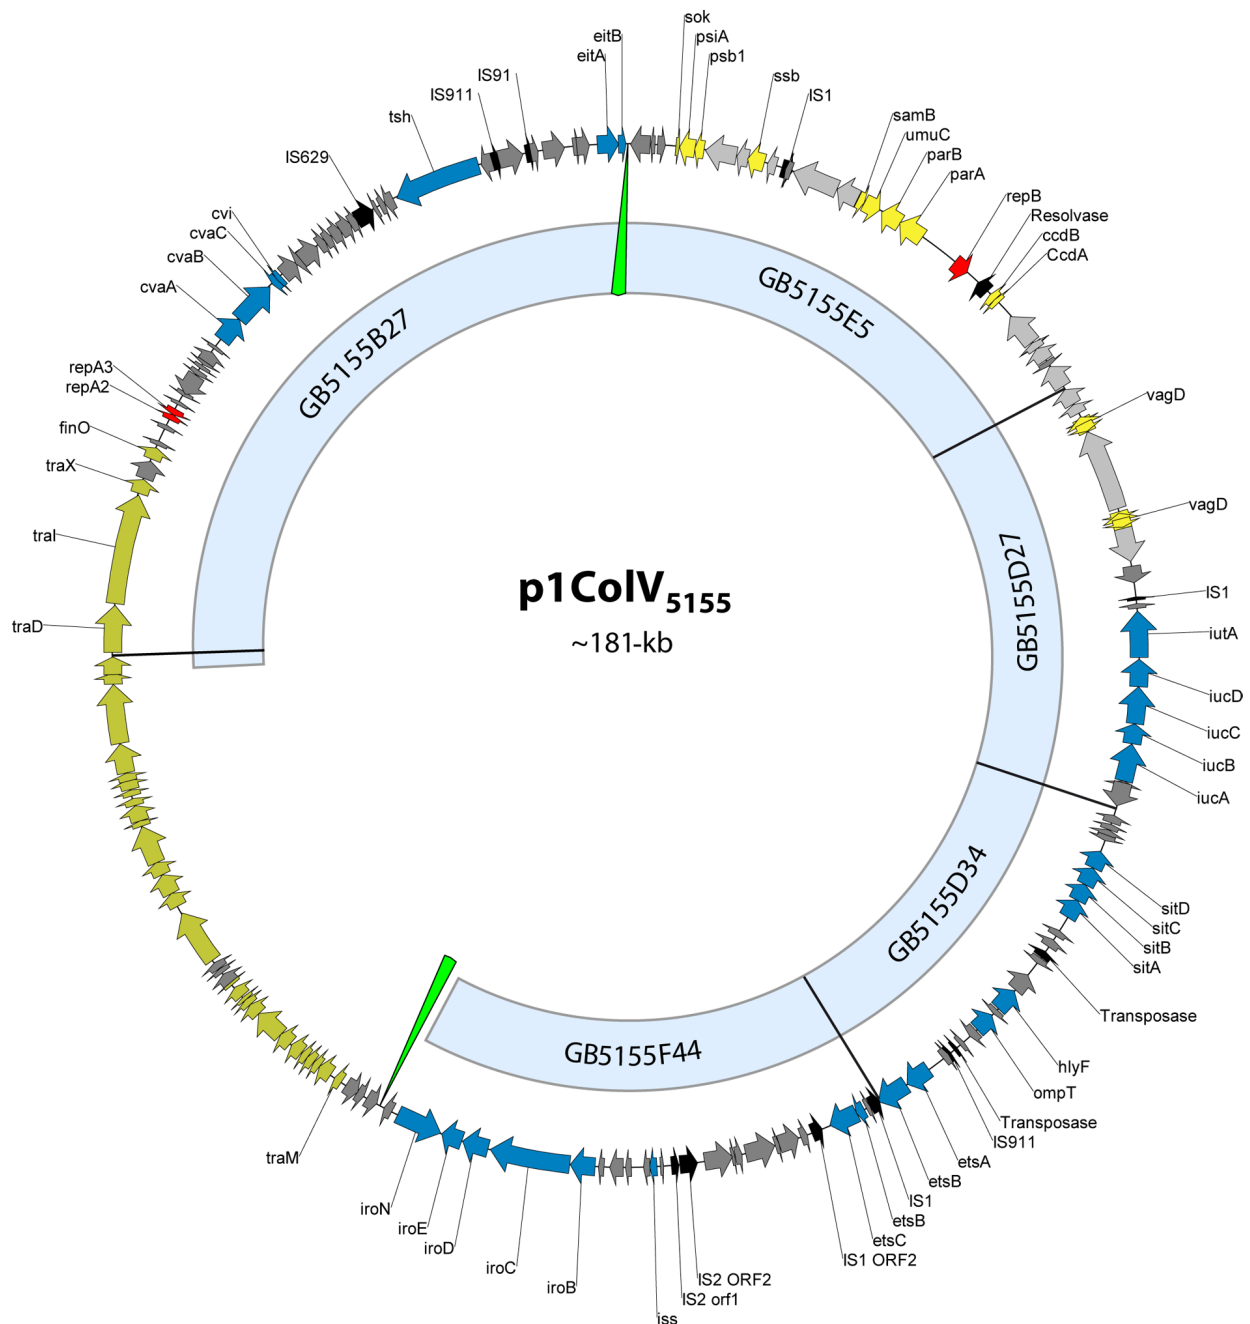 sok
psiA
psb1
ssb
IS1
samB
umuC
parB
parA
repB
Resolvase
ccdB
CcdA
vagD
vagD
IS1
iutA
iucD
iucC
iucB
iucA
sitD
sitC
sitB
sitA
Transposase
hlyF
ompT
Transposase
IS911
etsA
etsB
IS1
etsB
etsC
IS1 ORF2
IS2 ORF2
IS2 orf1
iss
iroB
iroC
iroD
iroE
iroN
traM
traD
traI
traX
finO
repA2
repA3
cvaA
cvaB
cvaC
cvi
IS629
tsh
IS911
IS91
eitA
eitB
GB5155E5
GB5155D27
GB5155D34
GB5155F44
GB5155B27
p1ColV5155
~181-kb